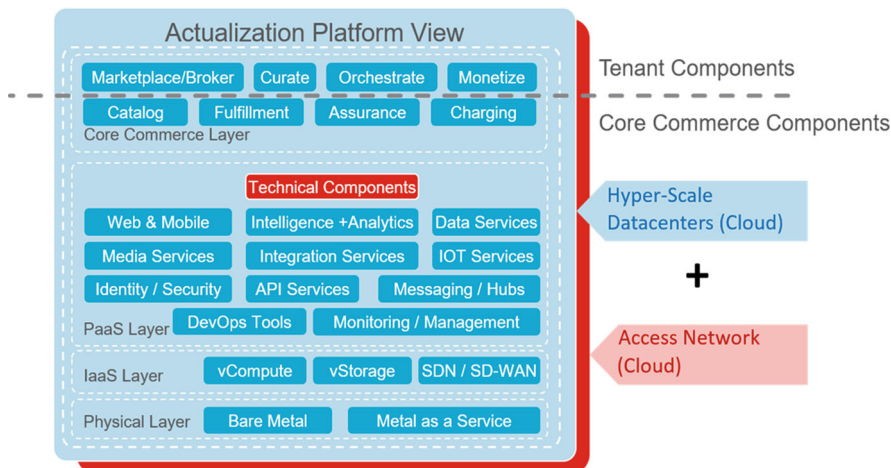 Actualization Platform View
Marketplace/Broker Curate Orchestrate Monetize
Tenant Components
Catalog Fulfillment Assurance Charging
Core Commerce Layer
Core Commerce Components
Technical Components
Web & Mobile Intelligence +Analytics Data Services
Media Services Integration Services IOT Services
Identity / Security API Services Messaging / Hubs
DevOps Tools Monitoring / Management
PaaS Layer
Hyper-Scale
Datacenters (Cloud)
+
Access Network
(Cloud)
IaaS Layer vCompute vStorage SDN / SD-WAN
Physical Layer Bare Metal Metal as a Service